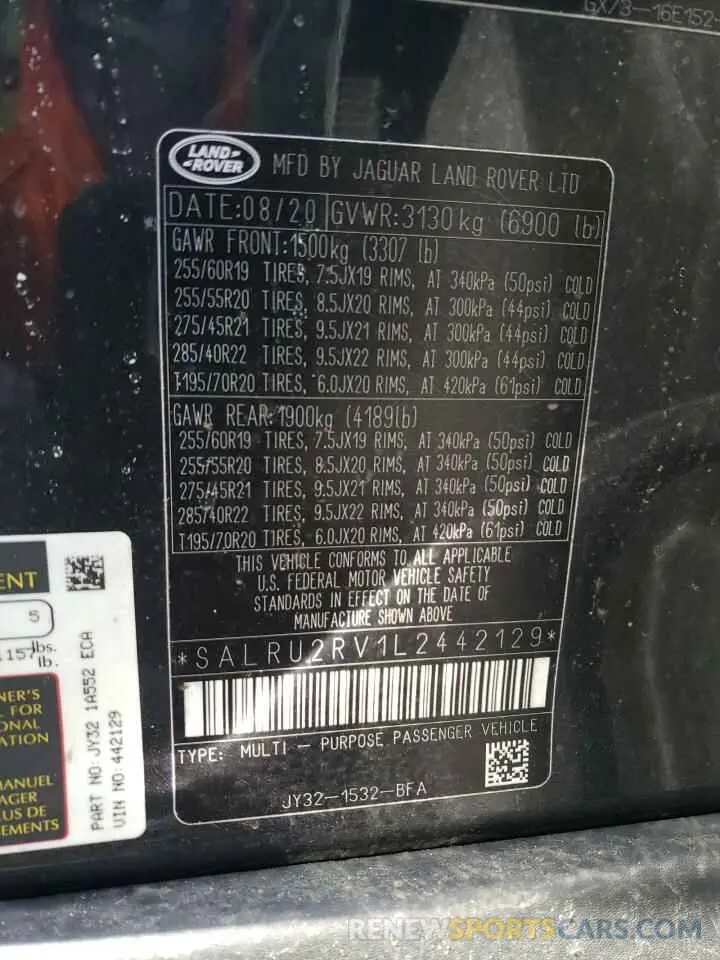 GX73-16E152-
LAND-
-ROVER
MFD BY JAGUAR LAND ROVER LTD
DATE:08/20 GVWR:3130kg (6900 lb)
GAWR FRONT:1500kg (3307 lb)
255/60R19 TIRES, 7.5JX19 RIMS, AT 340kPa (50psi) COLD
255/55R20 TIRES, 8.5JX20 RIMS, AT 300kPa (44psi) COLD
275/45R21 TIRES, 9.5JX21 RIMS, AT 300kPa (44psi) COLD
285/40R22 TIRES, 9.5JX22 RIMS, AT 300kPa (44psi) COLD
T195/70R20 TIRES, 6.0JX20 RIMS, AT 420kPa (61psi) COLD
GAWR REAR:1900kg (4189lb)
255/60R19 TIRES, 7.5JX19 RIMS, AT 340kPa (50psi) COLD
255/55R20 TIRES, 8.5JX20 RIMS, AT 340kPa (50psi) COLD
275/45R21 TIRES, 9.5JX21 RIMS, AT 340kPa (50psi) COLD
285/40R22 TIRES, 9.5JX22 RIMS, AT 340kPa (50psi) COLD
T195/70R20 TIRES, 6.0JX20 RIMS, AT 420kPa (61psi) COLD
THIS VEHICLE CONFORMS TO ALL APPLICABLE
U.S. FEDERAL MOTOR VEHICLE SAFETY
STANDARDS IN EFFECT ON THE DATE OF
MANUFACTURE SHOWN ABOVE
*SALRU2RV1L2442129*
TYPE: MULTI - PURPOSE PASSENGER VEHICLE
JY32-1532-BFA
ENT
5
1157 lbs.
lb.
NER'S
FOR
ONAL
ATION
MANUEL
AGER
US DE
EMENTS
PART NO:JY32 1A552 ECA
VIN NO:442129
RENEWSPORTSCARS.COM